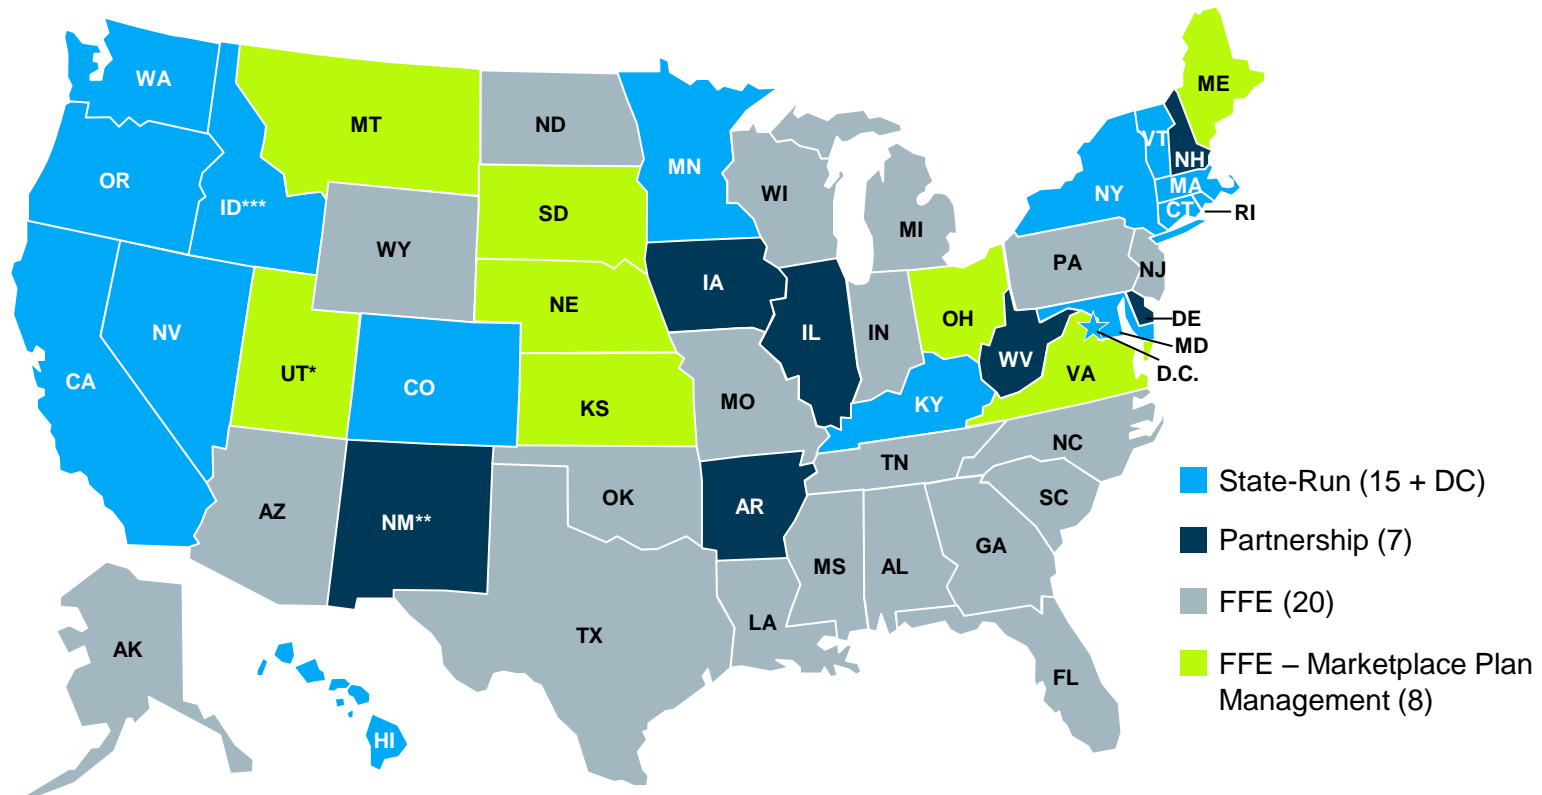 WA
MT
ND
MN
ME
VT
NH
OR
ID***
SD
WI
NY
MA
CT
RI
WY
MI
PA
NJ
IA
NE
NV
IL
IN
OH
DE
MD
WV
D.C.
CA
UT*
CO
KS
MO
KY
VA
NC
TN
OK
AZ
NM**
AR
SC
GA
MS
AL
LA
TX
AK
FL
HI
State-Run (15 + DC)
Partnership (7)
FFE (20)
FFE – Marketplace Plan
Management (8)